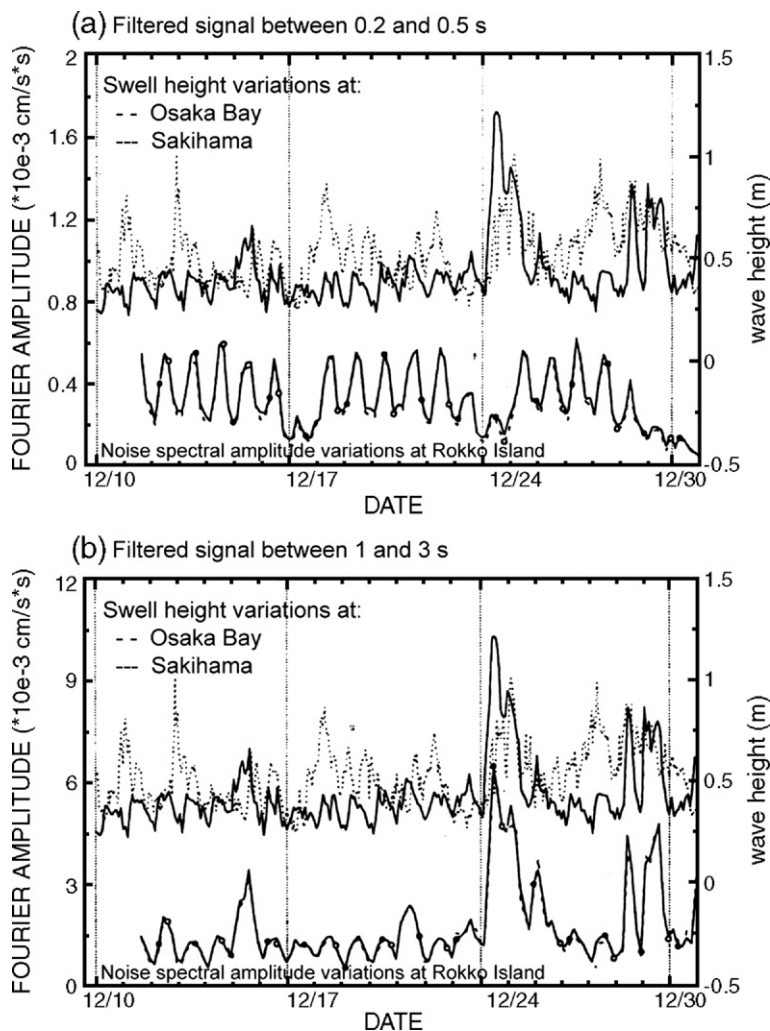 (a) Filtered signal between 0.2 and 0.5 s
Swell height variations at:
-- Osaka Bay
--- Sakihama
FOURIER AMPLITUDE (*10e-3 cm/s*s)
2
1.6
1.2
0.8
0.4
0
1.5
1
0.5
0
-0.5
wave height (m)
Noise spectral amplitude variations at Rokko Island
12/10 12/17 12/24 12/30
DATE
(b) Filtered signal between 1 and 3 s
Swell height variations at:
-- Osaka Bay
--- Sakihama
FOURIER AMPLITUDE (*10e-3 cm/s*s)
12
9
6
3
0
1.5
1
0.5
0
-0.5
wave height (m)
Noise spectral amplitude variations at Rokko Island
12/10 12/17 12/24 12/30
DATE